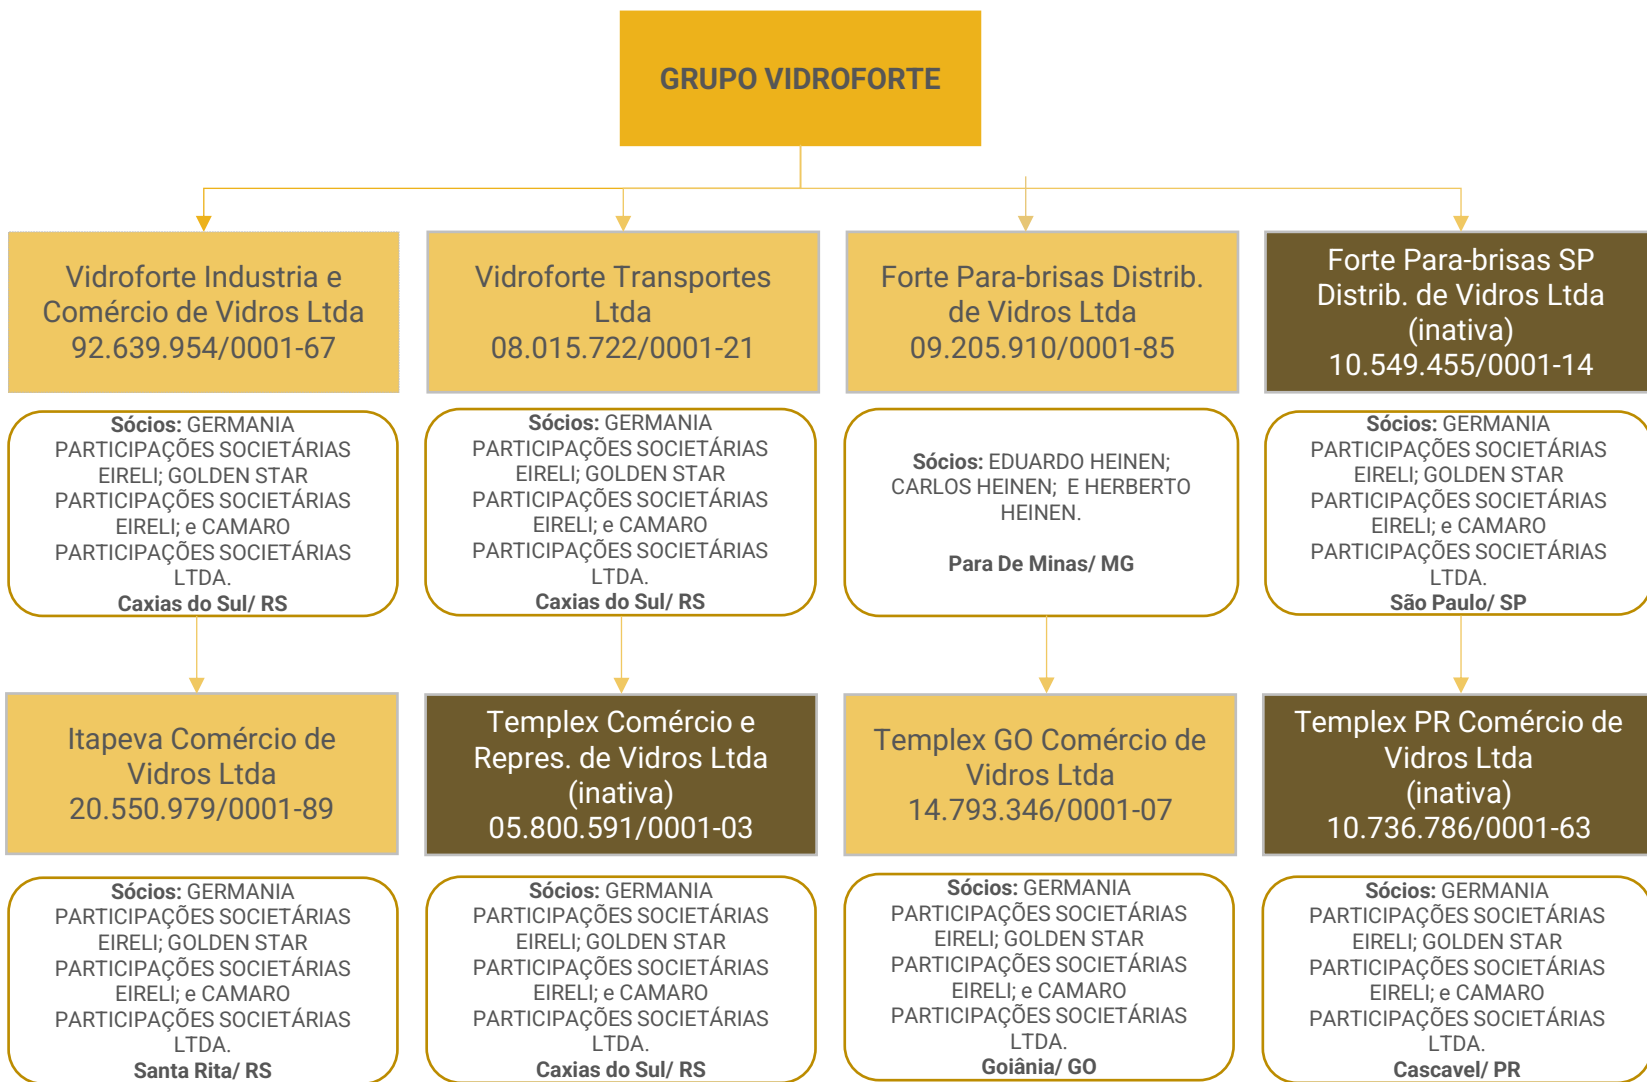 GRUPO VIDROFORTE
Vidroforte Industria e
Comércio de Vidros Ltda
92.639.954/0001-67
Vidroforte Transportes
Ltda
08.015.722/0001-21
Forte Para-brisas Distrib.
de Vidros Ltda
09.205.910/0001-85
Forte Para-brisas SP
Distrib. de Vidros Ltda
(inativa)
10.549.455/0001-14
Sócios: GERMANIA
PARTICIPAÇÕES SOCIETÁRIAS
EIRELI; GOLDEN STAR
PARTICIPAÇÕES SOCIETÁRIAS
EIRELI; e CAMARO
PARTICIPAÇÕES SOCIETÁRIAS
LTDA.
Caxias do Sul/ RS
Sócios: GERMANIA
PARTICIPAÇÕES SOCIETÁRIAS
EIRELI; GOLDEN STAR
PARTICIPAÇÕES SOCIETÁRIAS
EIRELI; e CAMARO
PARTICIPAÇÕES SOCIETÁRIAS
LTDA.
Caxias do Sul/ RS
Sócios: EDUARDO HEINEN;
CARLOS HEINEN; E HERBERTO
HEINEN.
Para De Minas/ MG
Sócios: GERMANIA
PARTICIPAÇÕES SOCIETÁRIAS
EIRELI; GOLDEN STAR
PARTICIPAÇÕES SOCIETÁRIAS
EIRELI; e CAMARO
PARTICIPAÇÕES SOCIETÁRIAS
LTDA.
São Paulo/ SP
Itapeva Comércio de
Vidros Ltda
20.550.979/0001-89
Templex Comércio e
Repres. de Vidros Ltda
(inativa)
05.800.591/0001-03
Templex GO Comércio de
Vidros Ltda
14.793.346/0001-07
Templex PR Comércio de
Vidros Ltda
(inativa)
10.736.786/0001-63
Sócios: GERMANIA
PARTICIPAÇÕES SOCIETÁRIAS
EIRELI; GOLDEN STAR
PARTICIPAÇÕES SOCIETÁRIAS
EIRELI; e CAMARO
PARTICIPAÇÕES SOCIETÁRIAS
LTDA.
Santa Rita/ RS
Sócios: GERMANIA
PARTICIPAÇÕES SOCIETÁRIAS
EIRELI; GOLDEN STAR
PARTICIPAÇÕES SOCIETÁRIAS
EIRELI; e CAMARO
PARTICIPAÇÕES SOCIETÁRIAS
LTDA.
Caxias do Sul/ RS
Sócios: GERMANIA
PARTICIPAÇÕES SOCIETÁRIAS
EIRELI; GOLDEN STAR
PARTICIPAÇÕES SOCIETÁRIAS
EIRELI; e CAMARO
PARTICIPAÇÕES SOCIETÁRIAS
LTDA.
Goiânia/ GO
Sócios: GERMANIA
PARTICIPAÇÕES SOCIETÁRIAS
EIRELI; GOLDEN STAR
PARTICIPAÇÕES SOCIETÁRIAS
EIRELI; e CAMARO
PARTICIPAÇÕES SOCIETÁRIAS
LTDA.
Cascavel/ PR